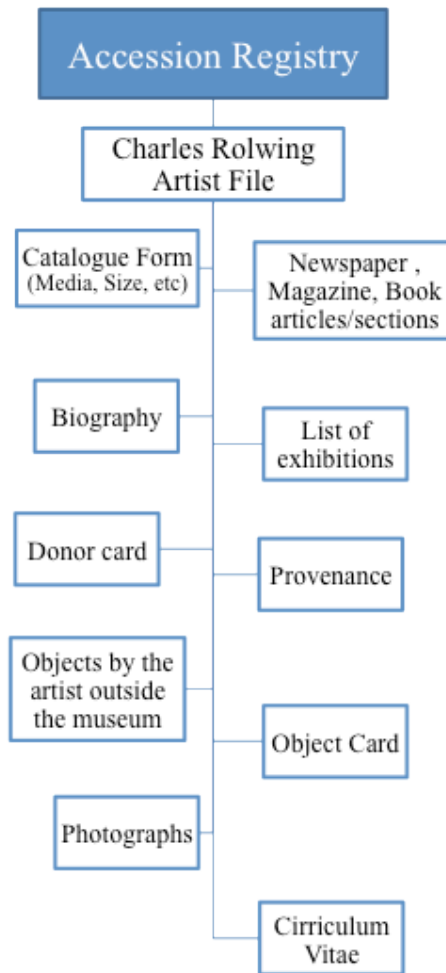 Accession Registry
Charles Rolwing
Artist File
Catalogue Form
(Media, Size, etc)
Newspaper ,
Magazine, Book
articles/sections
Biography
List of
exhibitions
Donor card
Provenance
Objects by the
artist outside
the museum
Object Card
Photographs
Cirriculum
Vitae